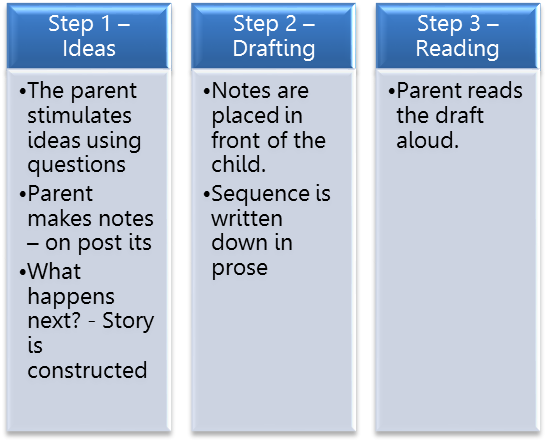 Step 1 –
Ideas
•The parent
stimulates
ideas using
questions
•Parent
makes notes
– on post its
•What
happens
next? - Story
is
constructed
Step 2 –
Drafting
•Notes are
placed in
front of the
child.
•Sequence is
written
down in
prose
Step 3 –
Reading
•Parent reads
the draft
aloud.